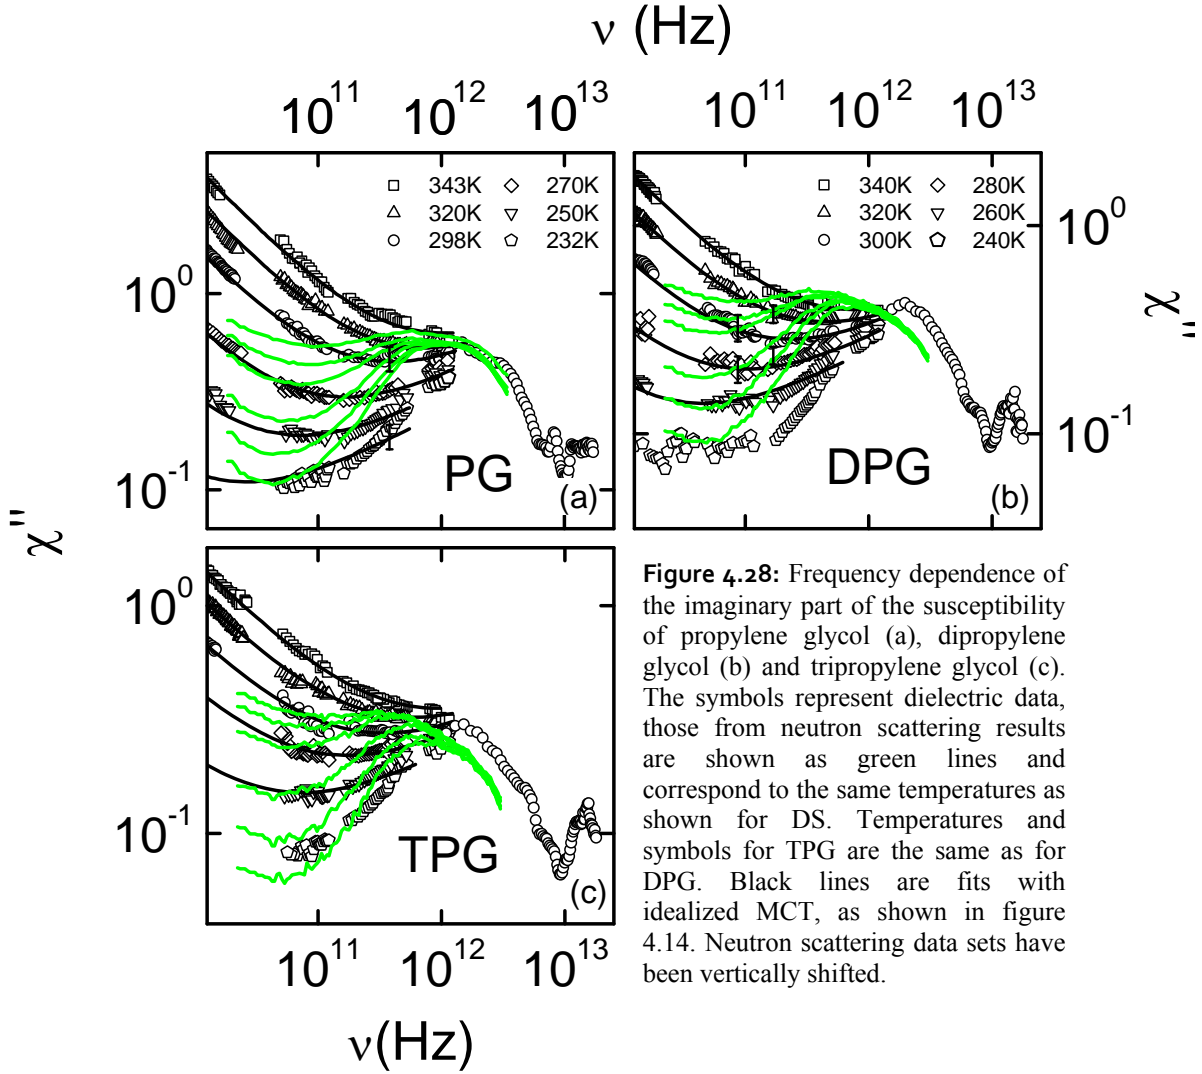 ν (Hz)
10^11 10^12 10^13 10^11 10^12 10^13
343K 270K
320K 250K
298K 232K
340K 280K
320K 260K
300K 240K
10^0
10^-1
χ''
PG
(a)
DPG
(b)
10^0
10^-1
χ''
10^0
10^-1
TPG
(c)
10^11 10^12 10^13
ν(Hz)
Figure 4.28: Frequency dependence of
the imaginary part of the susceptibility
of propylene glycol (a), dipropylene
glycol (b) and tripropylene glycol (c).
The symbols represent dielectric data,
those from neutron scattering results
are shown as green lines and
correspond to the same temperatures as
shown for DS. Temperatures and
symbols for TPG are the same as for
DPG. Black lines are fits with
idealized MCT, as shown in figure
4.14. Neutron scattering data sets have
been vertically shifted.